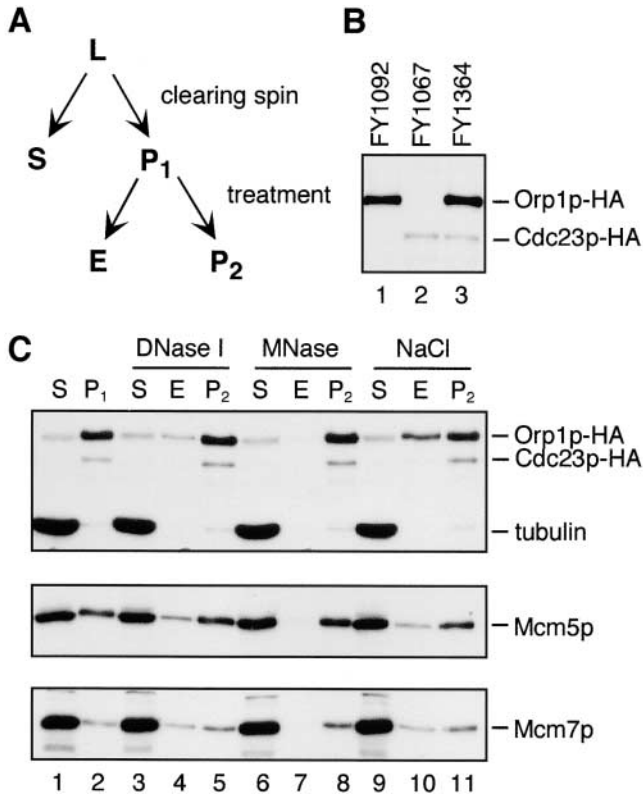 A
L
clearing spin
S
P1
treatment
E
P2
B
FY1092
FY1067
FY1364
Orp1p-HA
Cdc23p-HA
1 2 3
C
DNase I MNase NaCl
S P1 S E P2 S E P2 S E P2
Orp1p-HA
Cdc23p-HA
tubulin
Mcm5p
Mcm7p
1 2 3 4 5 6 7 8 9 10 11